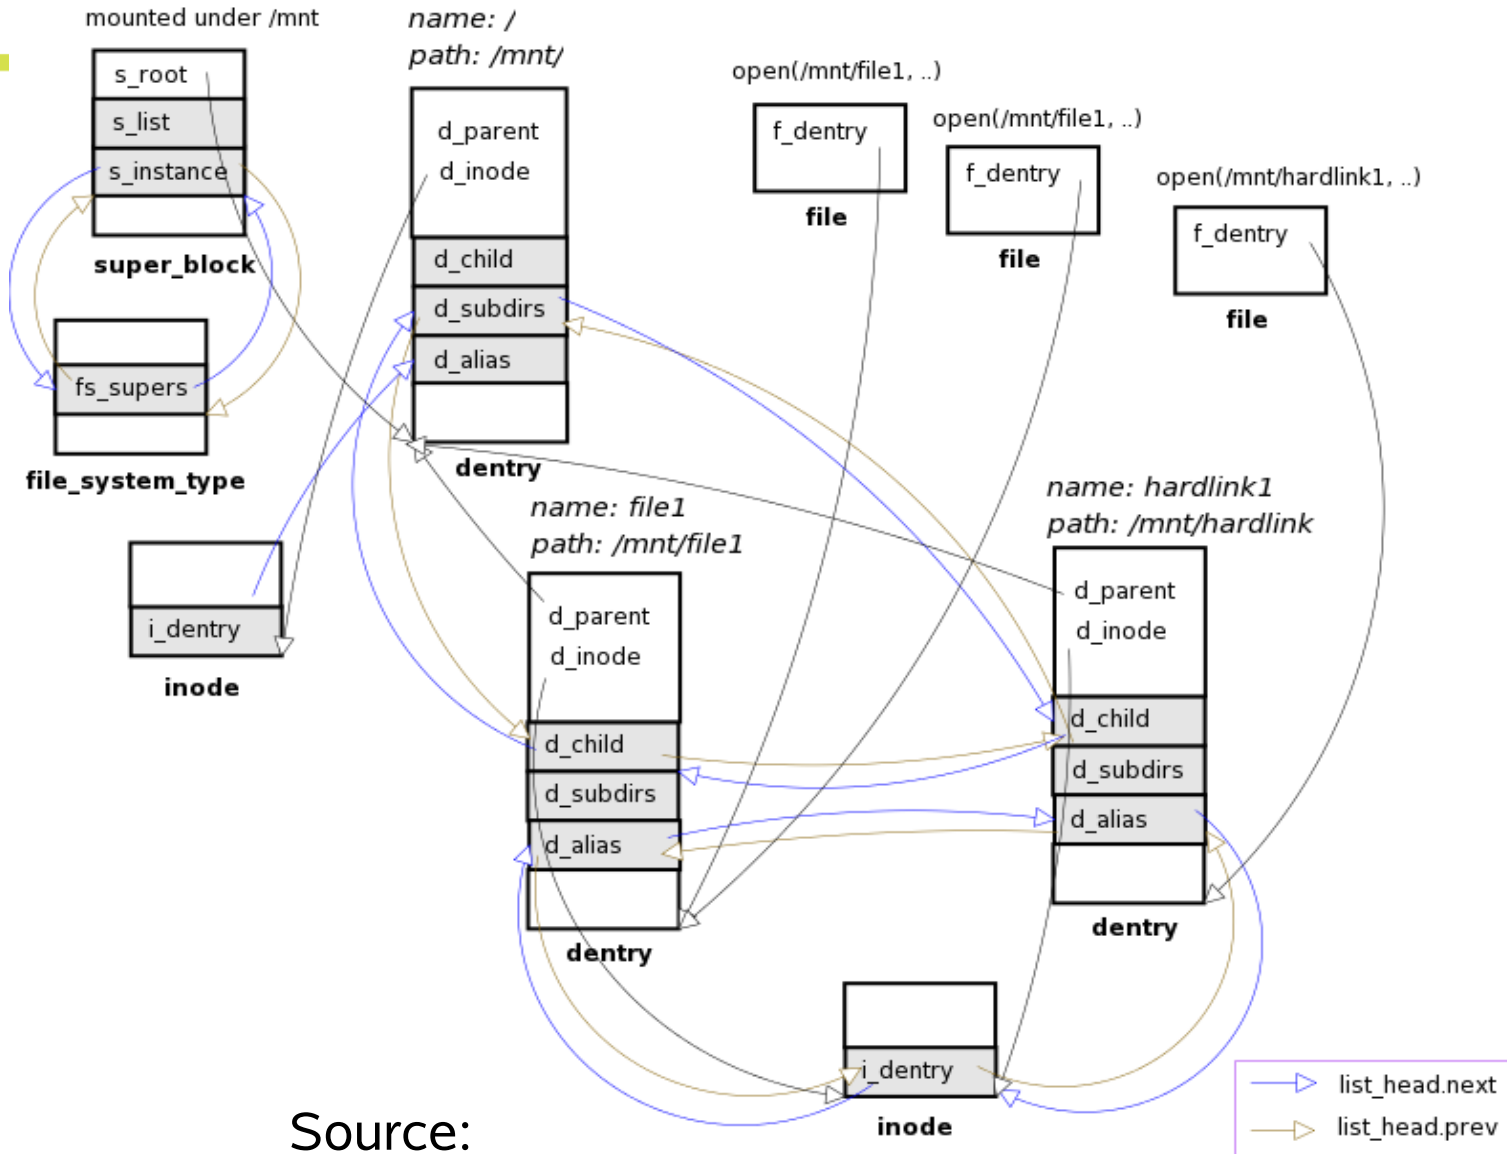 mounted under /mnt
s_root
s_list
s_instance
super_block
fs_supers
file_system_type
i_dentry
inode
name: /
path: /mnt/
d_parent
d_inode
d_child
d_subdirs
d_alias
dentry
open(/mnt/file1, ..)
f_dentry
file
open(/mnt/file1, ..)
f_dentry
file
open(/mnt/hardlink1, ..)
f_dentry
file
name: file1
path: /mnt/file1
d_parent
d_inode
d_child
d_subdirs
d_alias
dentry
name: hardlink1
path: /mnt/hardlink
d_parent
d_inode
d_child
d_subdirs
d_alias
dentry
i_dentry
inode
list_head.next
list_head.prev
Source: